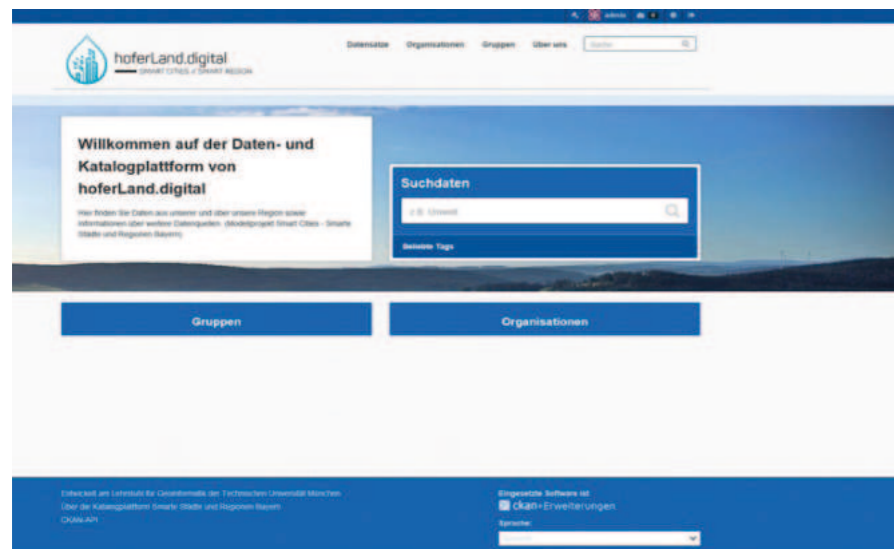 admin 0
hoferLand.digital
SMART CITIES & SMART REGION
Datensätze Organisationen Gruppen Über uns Suche
Willkommen auf der Daten- und
Katalogplattform von
hoferLand.digital
Hier finden Sie Daten aus unserer und über unsere Region sowie
Informationen über weitere Datenquellen. (Modellprojekt Smart Cities - Smarte
Städte und Regionen Bayern)
Suchdaten
z.B. Umwelt
Beliebte Tags
Gruppen
Organisationen
Entwickelt am Lehrstuhl für Geoinformatik der Technischen Universität München
Über die Katalogplattform Smarte Städte und Regionen Bayern
CKAN-API
Eingesetzte Software ist
ckan+Erweiterungen
Sprache: